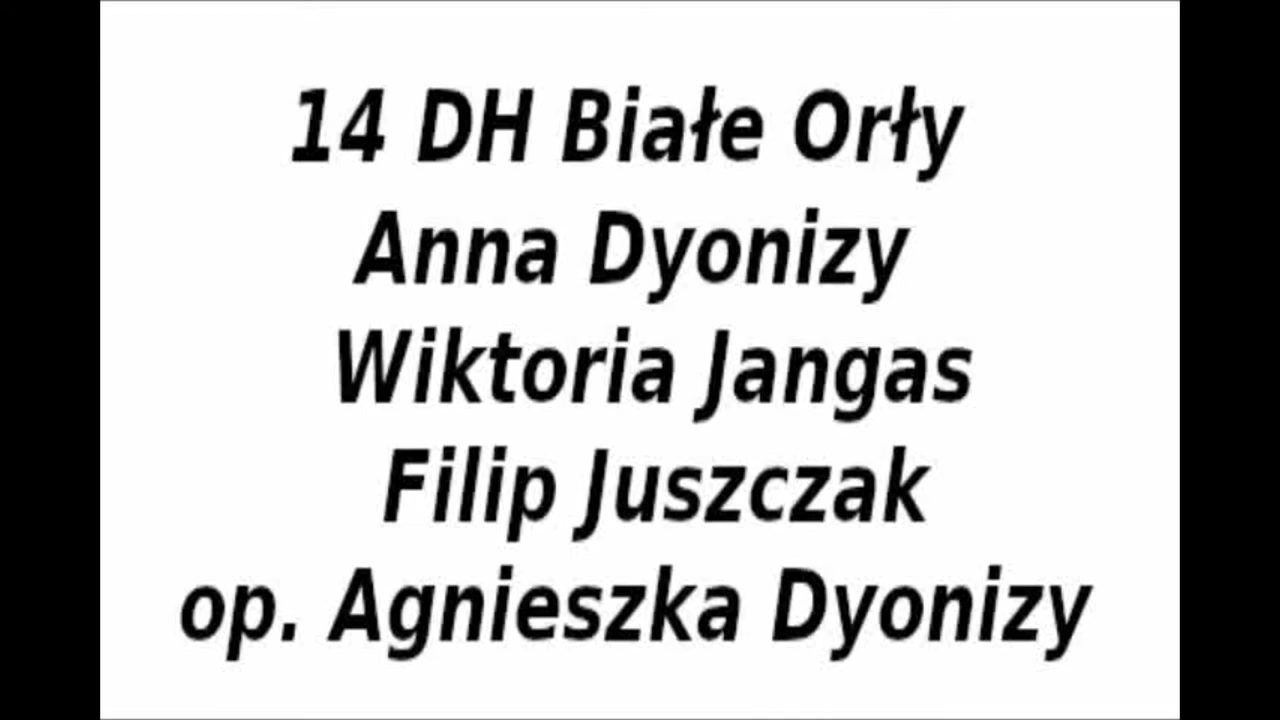 14 DH Białe Orły
Anna Dyonizy
Wiktoria Jangas
Filip Juszczak
op. Agnieszka Dyonizy